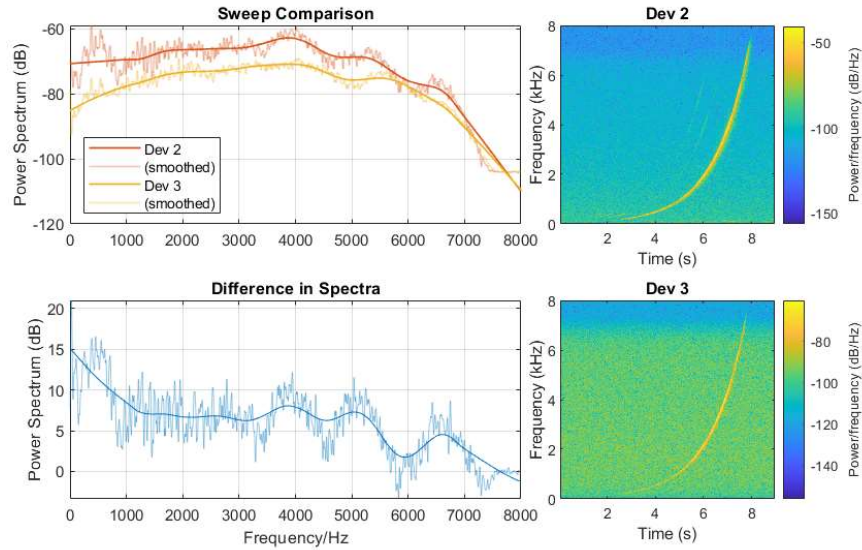 Sweep Comparison
Power Spectrum (dB)
-60
-80
-100
-120
0 1000 2000 3000 4000 5000 6000 7000 8000
Dev 2
(smoothed)
Dev 3
(smoothed)
Dev 2
Frequency (kHz)
8
6
4
2
0
2 4 6 8
Time (s)
-50
-100
-150
Power/frequency (dB/Hz)
Difference in Spectra
Power Spectrum (dB)
20
15
10
5
0
0 1000 2000 3000 4000 5000 6000 7000 8000
Frequency/Hz
Dev 3
Frequency (kHz)
8
6
4
2
0
2 4 6 8
Time (s)
-80
-100
-120
-140
Power/frequency (dB/Hz)